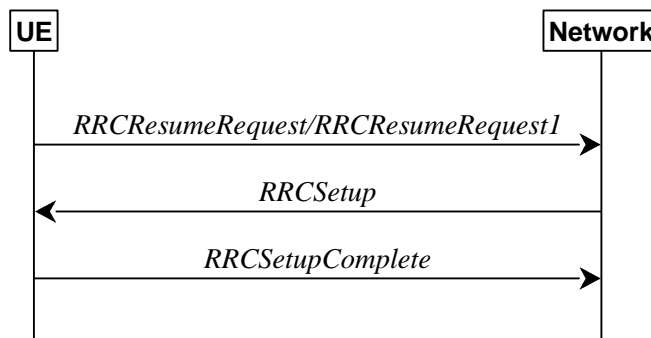 UE
Network
RRCResumeRequest/RRCResumeRequest1
RRCSetup
RRCSetupComplete